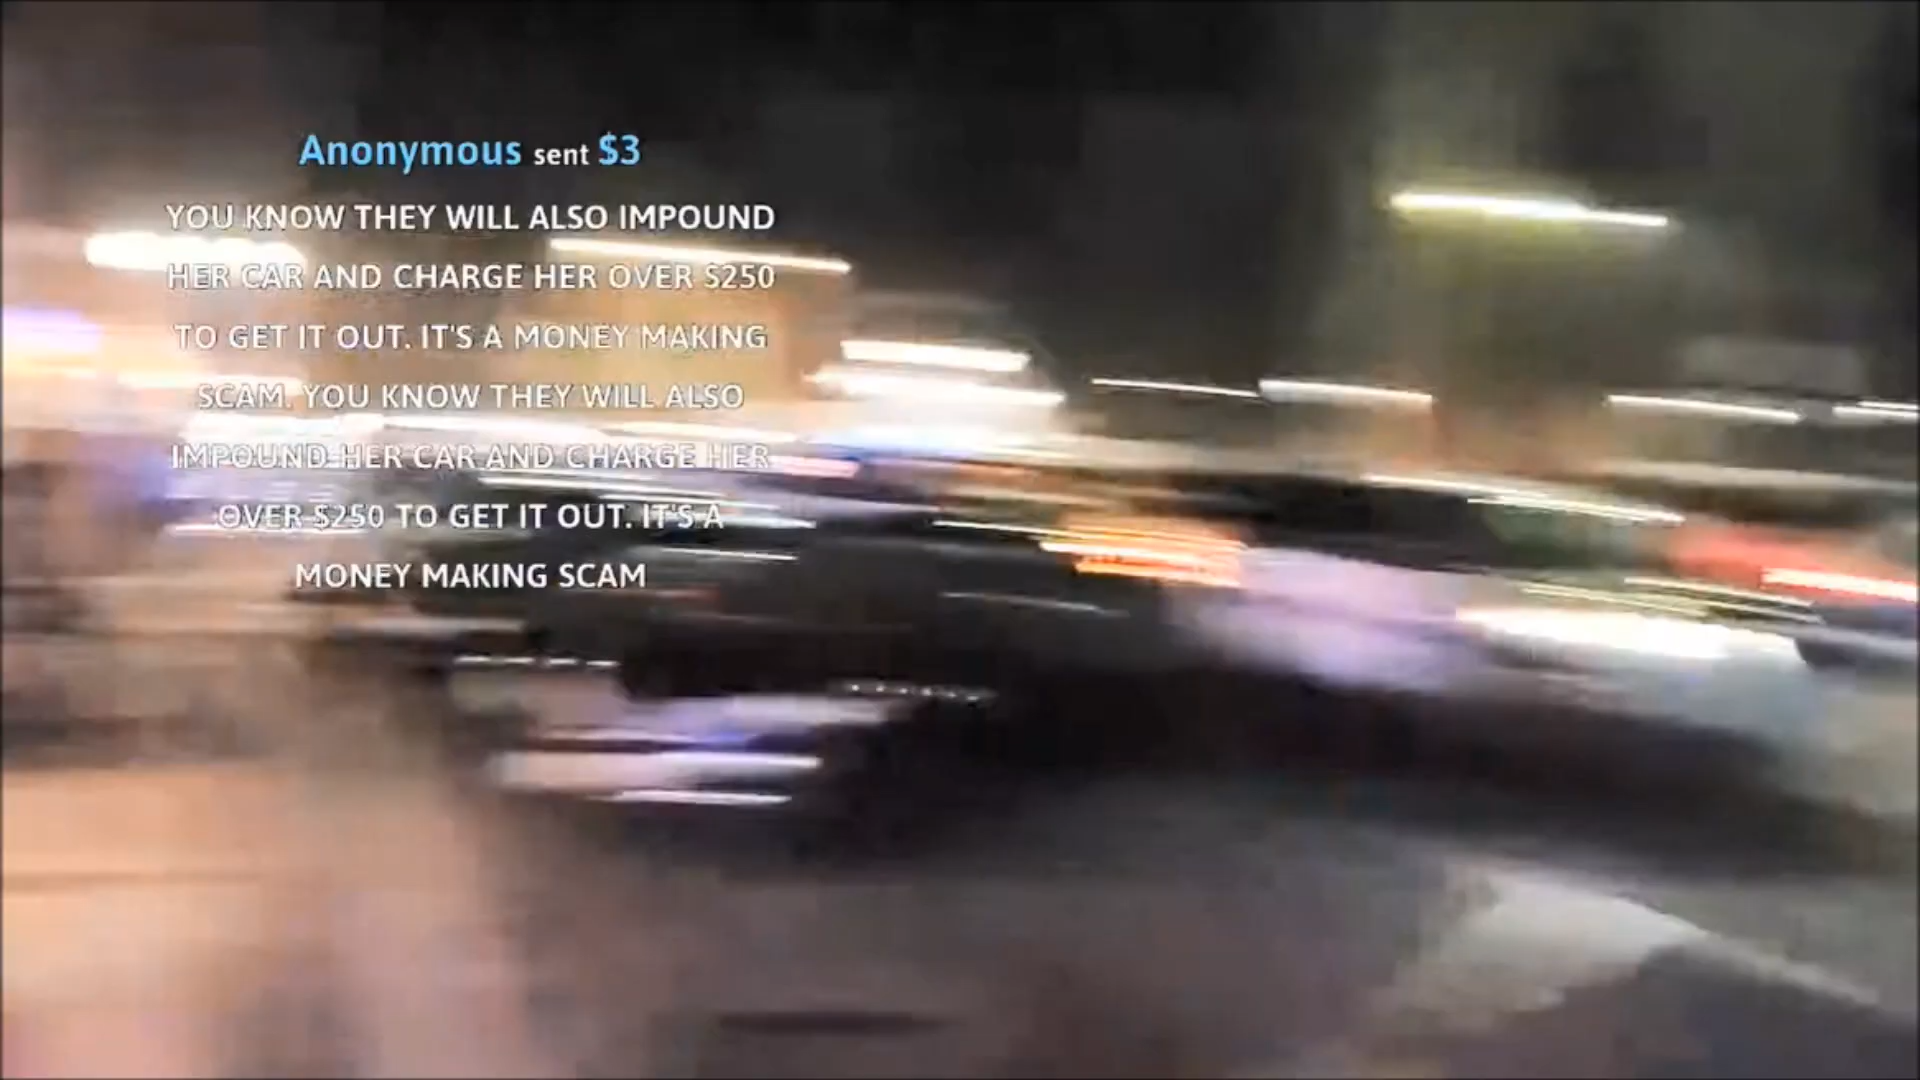 Anonymous sent $3
YOU KNOW THEY WILL ALSO IMPOUND
HER CAR AND CHARGE HER OVER $250
TO GET IT OUT. IT'S A MONEY MAKING
SCAM. YOU KNOW THEY WILL ALSO
IMPOUND HER CAR AND CHARGE HER
OVER $250 TO GET IT OUT. IT'S A
MONEY MAKING SCAM